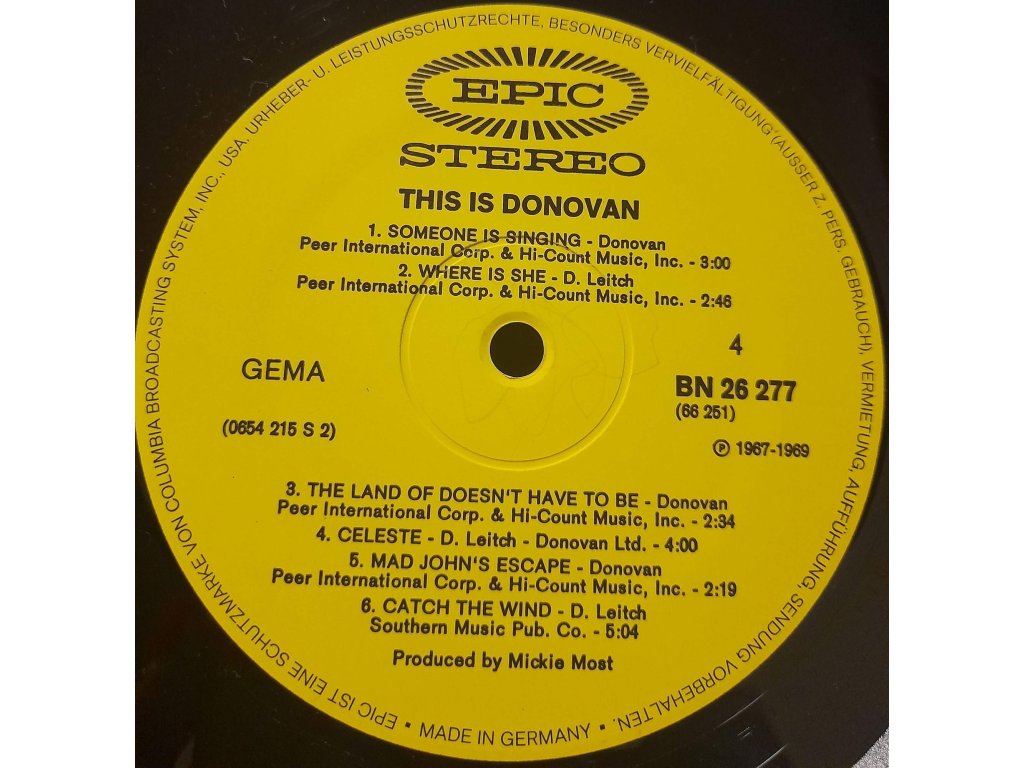 EPIC
STEREO
THIS IS DONOVAN
1. SOMEONE IS SINGING - Donovan
Peer International Corp. & Hi-Count Music, Inc. - 3:00
2. WHERE IS SHE - D. Leitch
Peer International Corp. & Hi-Count Music, Inc. - 2:46
GEMA
(0654 215 S 2)
4
BN 26 277
(66 251)
℗ 1967-1969
3. THE LAND OF DOESN'T HAVE TO BE - Donovan
Peer International Corp. & Hi-Count Music, Inc. - 2:34
4. CELESTE - D. Leitch - Donovan Ltd. - 4:00
5. MAD JOHN'S ESCAPE - Donovan
Peer International Corp. & Hi-Count Music, Inc. - 2:19
6. CATCH THE WIND - D. Leitch
Southern Music Pub. Co. - 5:04
Produced by Mickie Most
EPIC IST EINE SCHUTZMARKE VON COLUMBIA BROADCASTING SYSTEM, INC., USA. URHEBER- U. LEISTUNGSSCHUTZRECHTE, BESONDERS VERVIELFÄLTIGUNG (AUSSER Z. PERS. GEBRAUCH), VERMIETUNG, AUFFÜHRUNG, SENDUNG VORBEHALTEN.
▪ MADE IN GERMANY ▪